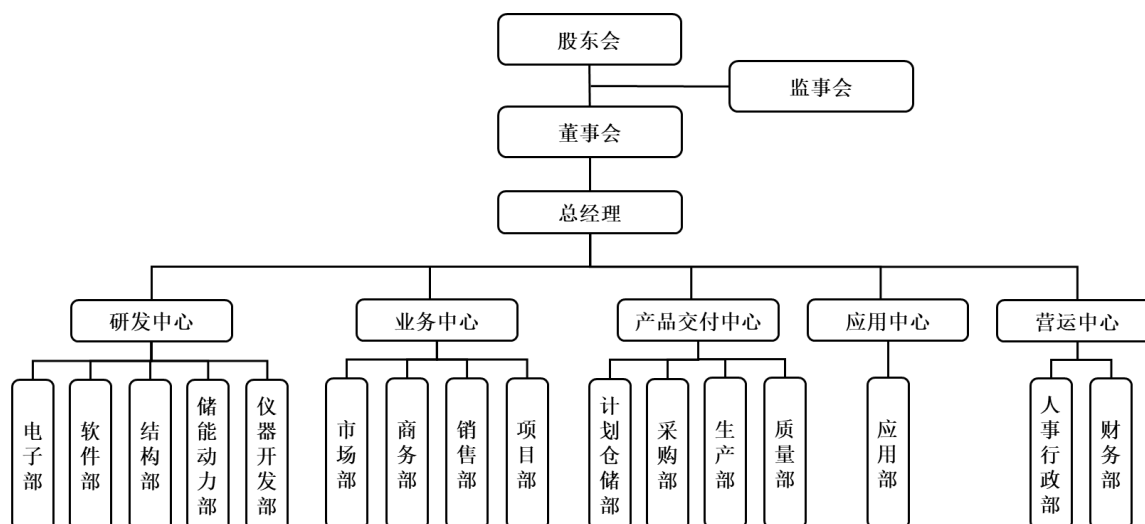 股东会
监事会
董事会
总经理
研发中心
业务中心
产品交付中心
应用中心
营运中心
电子部
软件部
结构部
储能动力部
仪器开发部
市场部
商务部
销售部
项目部
计划仓储部
采购部
生产部
质量部
应用部
人事行政部
财务部